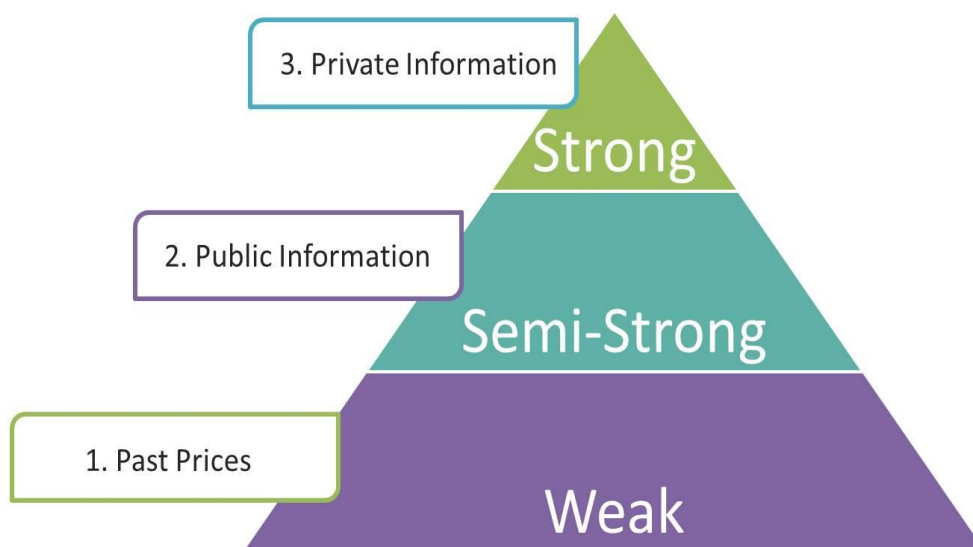 3. Private Information
Strong
2. Public Information
Semi-Strong
1. Past Prices
Weak